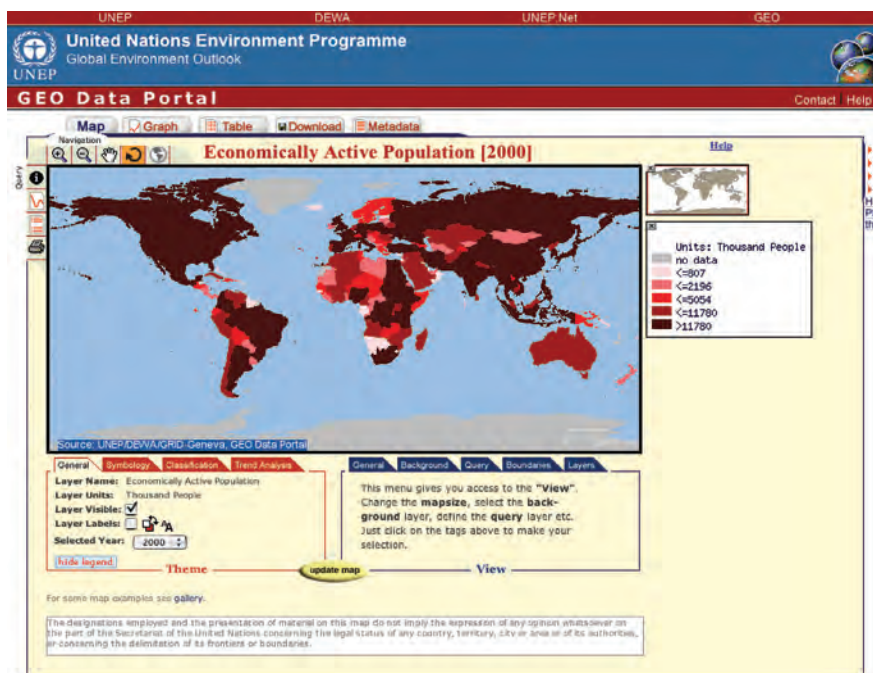 UNEP DEWA UNEP.Net GEO
United Nations Environment Programme
Global Environment Outlook
UNEP
GEO Data Portal
Contact Help
Map Graph Table Download Metadata
Navigation
Economically Active Population [2000]
Help
Query
Units: Thousand People
no data
<=807
<=2196
<=5054
<=11780
>11780
Source: UNEP/DEWA/GRID-Geneva, GEO Data Portal
General Symbology Classification Trend Analysis
Layer Name: Economically Active Population
Layer Units: Thousand People
Layer Visible:
Layer Labels:
Selected Year: 2000
hide legend
Theme
update map
General Background Query Boundaries Layers
This menu gives you access to the "View".
Change the mapsize, select the back-
ground layer, define the query layer etc.
Just click on the tags above to make your
selection.
View
For some map examples see gallery.
The designations employed and the presentation of material on this map do not imply the expression of any opinion whatsoever on
the part of the Secretariat of the United Nations concerning the legal status of any country, territory, city or area or of its authorities,
or concerning the delimitation of its frontiers or boundaries.